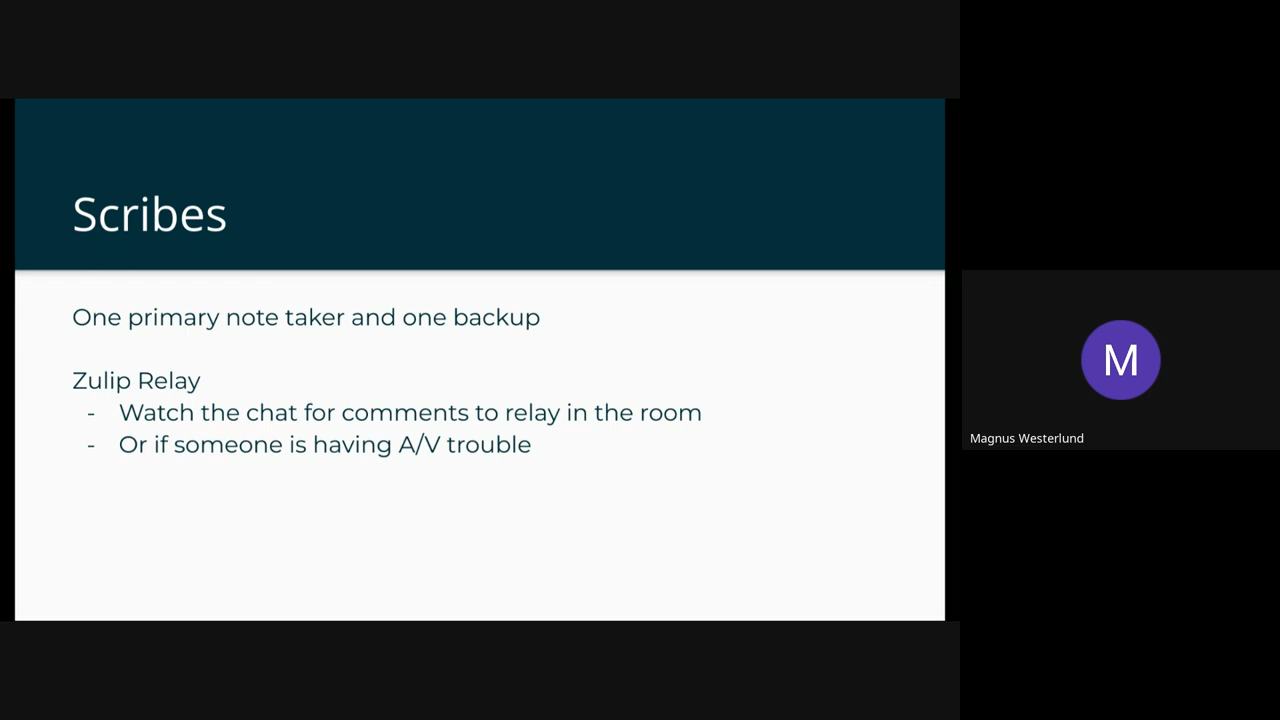 Scribes
One primary note taker and one backup
Zulip Relay
- Watch the chat for comments to relay in the room
- Or if someone is having A/V trouble
M
Magnus Westerlund